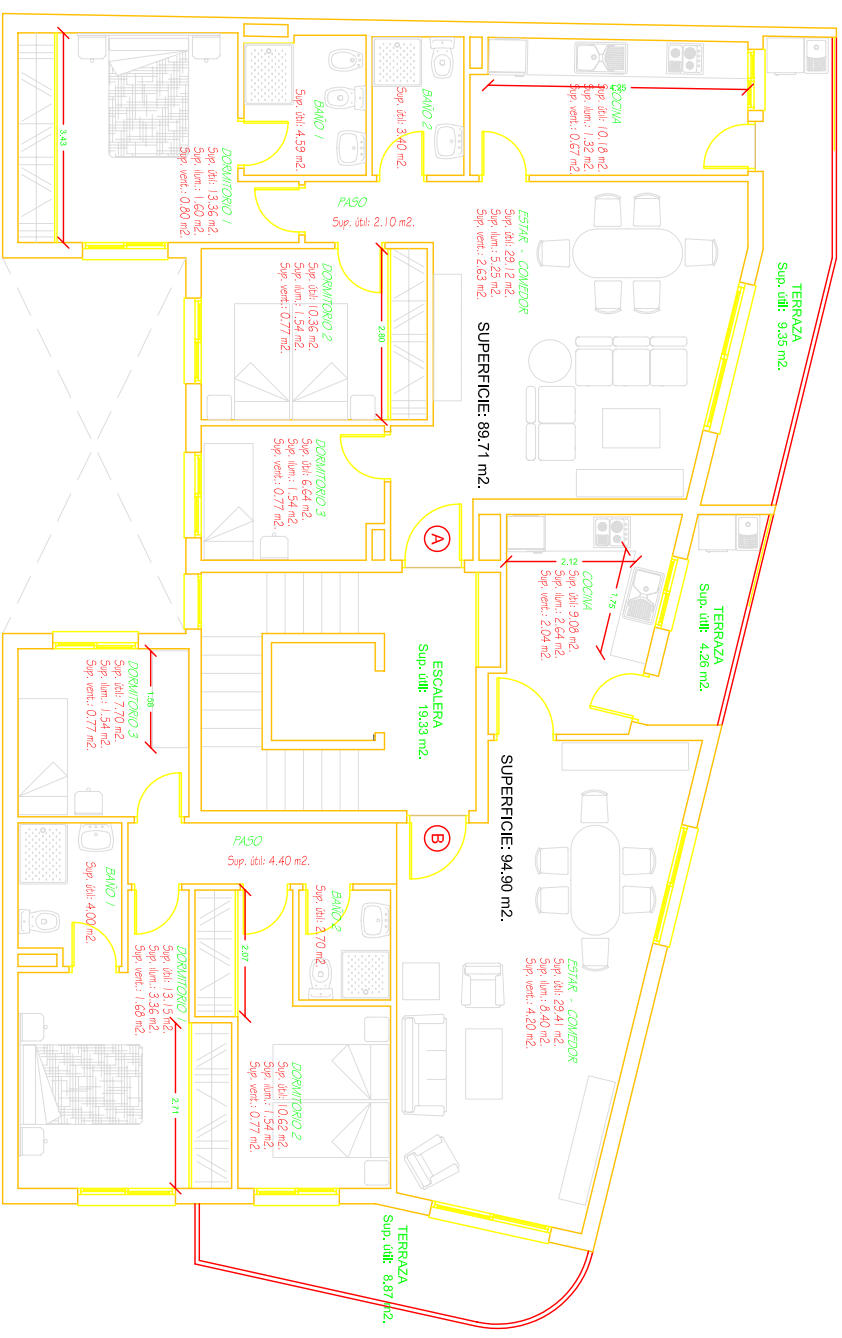 TERRAZA
Sup. útil: 9.35 m2.
COCINA
Sup. útil: 10.18 m2.
Sup. ilum.: 1.32 m2.
Sup. vent.: 0.67 m2.
BAÑO 2
Sup. útil: 3.40 m2.
BAÑO 1
Sup. útil: 4.59 m2.
DORMITORIO 1
Sup. útil: 13.36 m2.
Sup. ilum.: 1.60 m2.
Sup. vent.: 0.80 m2.
3.43
PASO
Sup. útil: 2.10 m2.
ESTAR - COMEDOR
Sup. útil: 29.12 m2.
Sup. ilum.: 5.25 m2.
Sup. vent.: 2.63 m2.
SUPERFICIE: 89.71 m2.
DORMITORIO 2
Sup. útil: 10.36 m2.
Sup. ilum.: 1.54 m2.
Sup. vent.: 0.77 m2.
2.80
DORMITORIO 3
Sup. útil: 6.64 m2.
Sup. ilum.: 1.54 m2.
Sup. vent.: 0.77 m2.
A
TERRAZA
Sup. útil: 4.26 m2.
COCINA
Sup. útil: 9.08 m2.
Sup. ilum.: 2.64 m2.
Sup. vent.: 2.04 m2.
2.12
1.75
ESCALERA
Sup. útil: 19.33 m2.
B
SUPERFICIE: 94.90 m2.
ESTAR - COMEDOR
Sup. útil: 29.41 m2.
Sup. ilum.: 8.40 m2.
Sup. vent.: 4.20 m2.
DORMITORIO 3
Sup. útil: 7.70 m2.
Sup. ilum.: 1.54 m2.
Sup. vent.: 0.77 m2.
PASO
Sup. útil: 4.40 m2.
BAÑO 1
Sup. útil: 4.00 m2.
BAÑO 2
Sup. útil: 2.70 m2.
2.07
DORMITORIO 1
Sup. útil: 13.15 m2.
Sup. ilum.: 3.36 m2.
Sup. vent.: 1.68 m2.
2.71
DORMITORIO 2
Sup. útil: 10.62 m2.
Sup. ilum.: 1.54 m2.
Sup. vent.: 0.77 m2.
TERRAZA
Sup. útil: 8.87 m2.